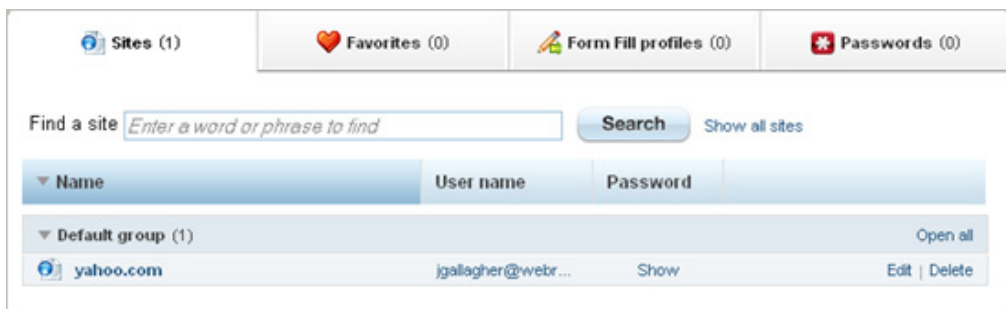 Sites (1) Favorites (0) Form Fill profiles (0) Passwords (0)
Find a site Enter a word or phrase to find Search Show all sites
Name User name Password
Default group (1) Open all
yahoo.com jgallagher@webr... Show Edit | Delete